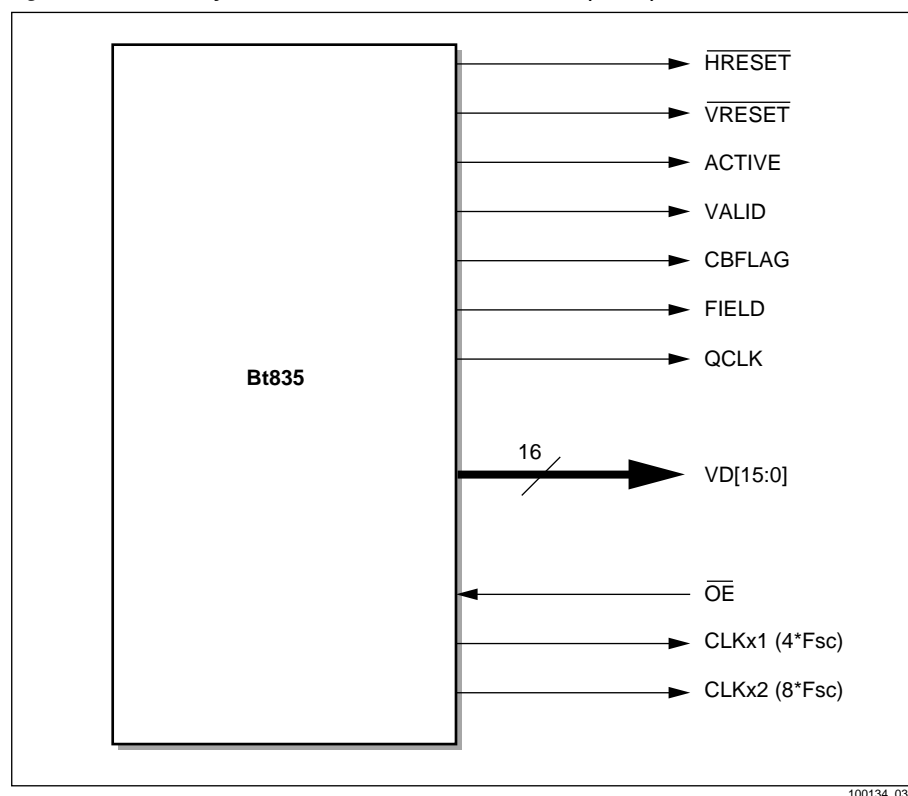 HRESET
VRESET
ACTIVE
VALID
CBFLAG
FIELD
QCLK
Bt835
16
VD[15:0]
OE
CLKx1 (4*Fsc)
CLKx2 (8*Fsc)